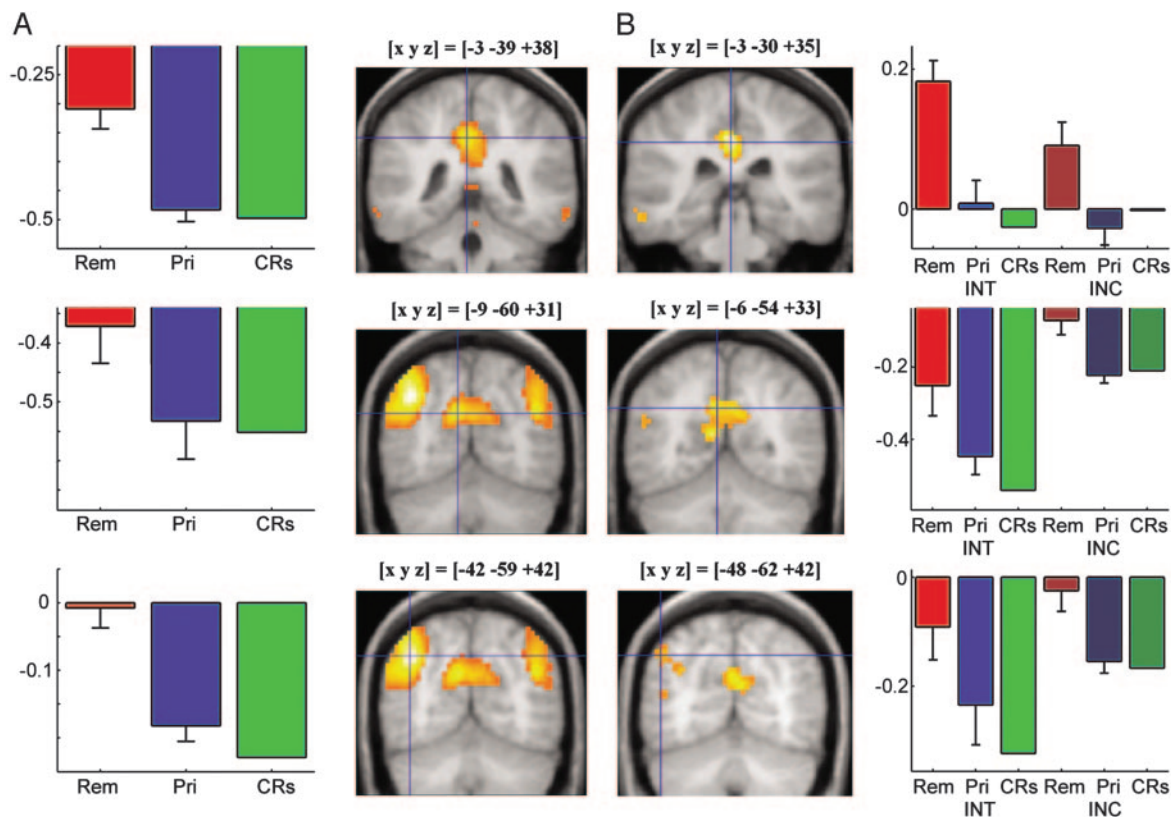 A
B
[x y z] = [-3 -39 +38]
[x y z] = [-3 -30 +35]
-0.25
-0.5
Rem Pri CRs
0.2
0
Rem Pri CRs Rem Pri CRs
INT INC
[x y z] = [-9 -60 +31]
[x y z] = [-6 -54 +33]
-0.4
-0.5
Rem Pri CRs
-0.2
-0.4
Rem Pri CRs Rem Pri CRs
INT INC
[x y z] = [-42 -59 +42]
[x y z] = [-48 -62 +42]
0
-0.1
Rem Pri CRs
0
-0.2
Rem Pri CRs Rem Pri CRs
INT INC